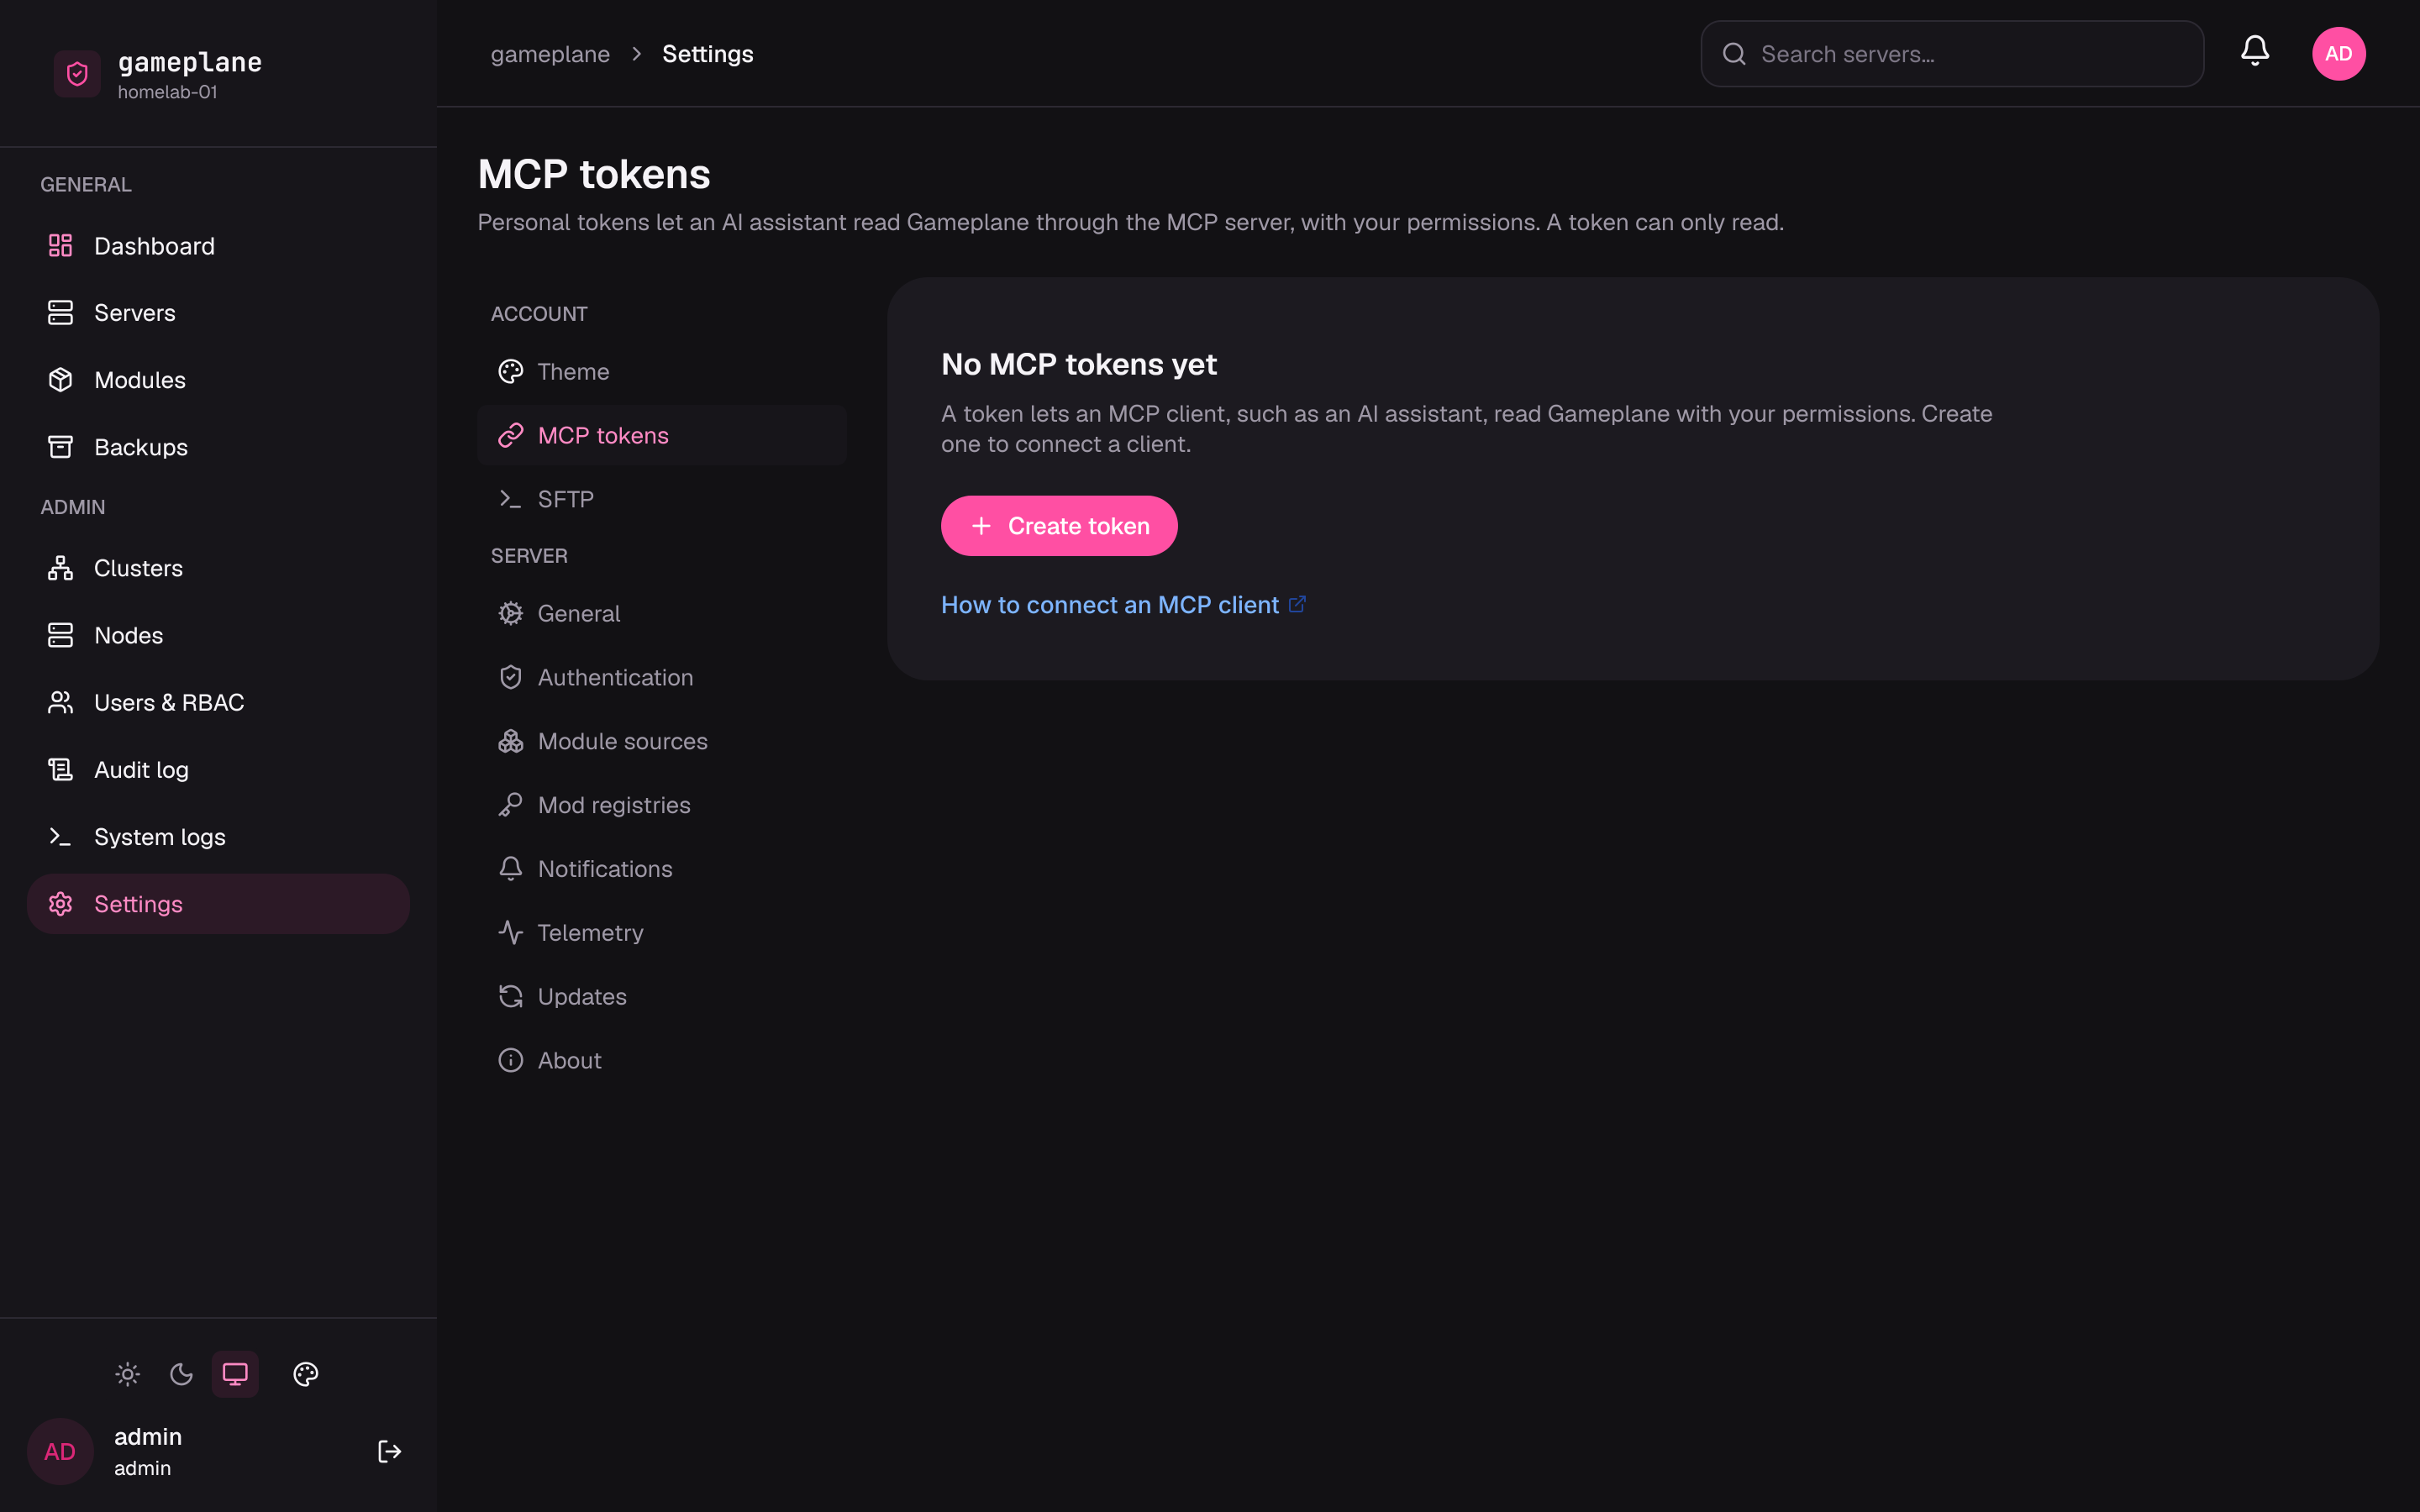 gameplane
homelab-01
GENERAL
Dashboard
Servers
Modules
Backups
ADMIN
Clusters
Nodes
Users & RBAC
Audit log
System logs
Settings
AD
admin
admin
gameplane
Settings
Search servers...
AD
MCP tokens
Personal tokens let an AI assistant read Gameplane through the MCP server, with your permissions. A token can only read.
ACCOUNT
Theme
MCP tokens
SFTP
SERVER
General
Authentication
Module sources
Mod registries
Notifications
Telemetry
Updates
About
No MCP tokens yet
A token lets an MCP client, such as an AI assistant, read Gameplane with your permissions. Create
one to connect a client.
Create token
How to connect an MCP client